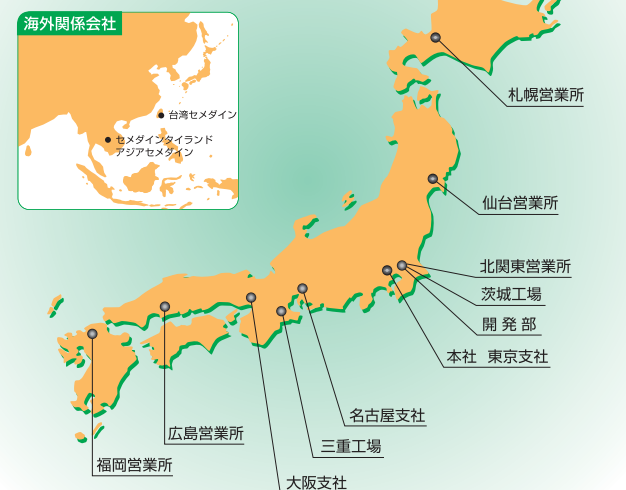 海外関係会社
台湾セメダイン
セメダインタイランド
アジアセメダイン
札幌営業所
仙台営業所
北関東営業所
茨城工場
開発部
本社 東京支社
名古屋支社
広島営業所
三重工場
福岡営業所
大阪支社